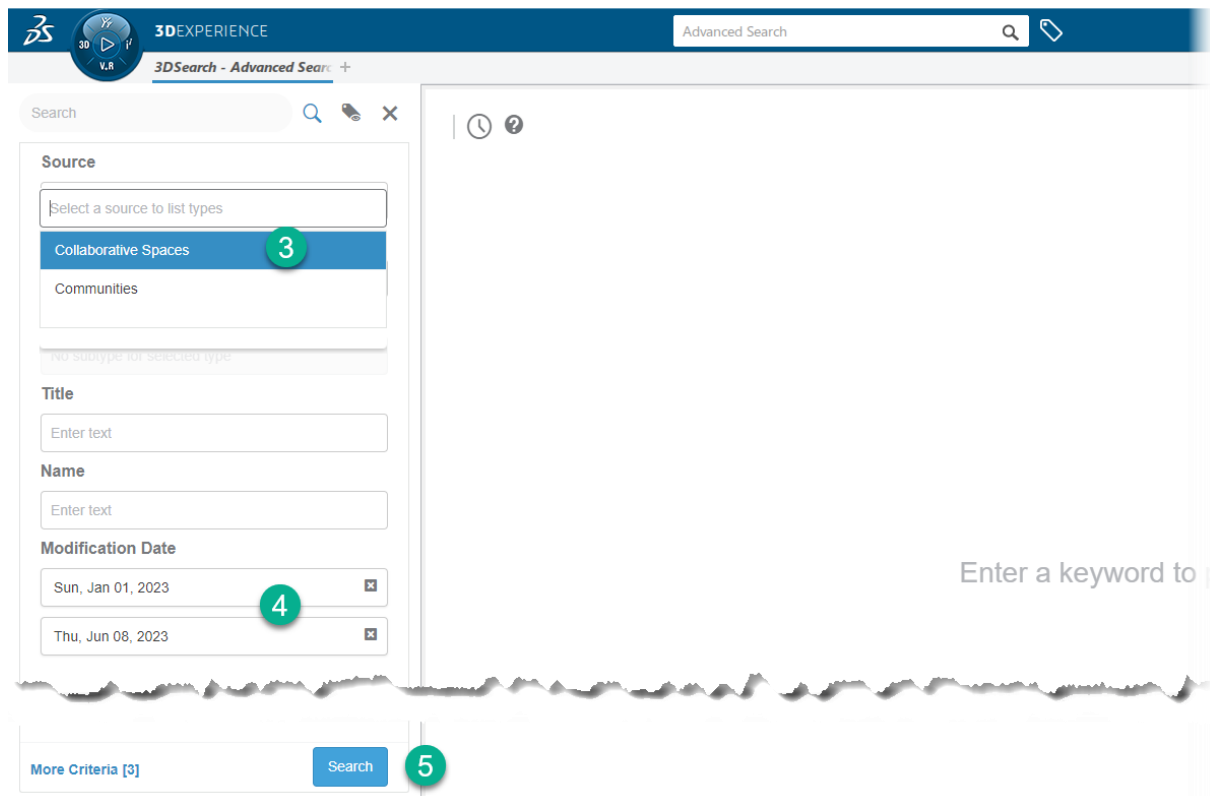 3DEXPERIENCE
Advanced Search
3D
V.R
3DSearch - Advanced Searc
Search
Source
Select a source to list types
Collaborative Spaces
3
Communities
No subtype for selected type
Title
Enter text
Name
Enter text
Modification Date
Sun, Jan 01, 2023
4
Thu, Jun 08, 2023
Enter a keyword to
More Criteria [3]
Search
5